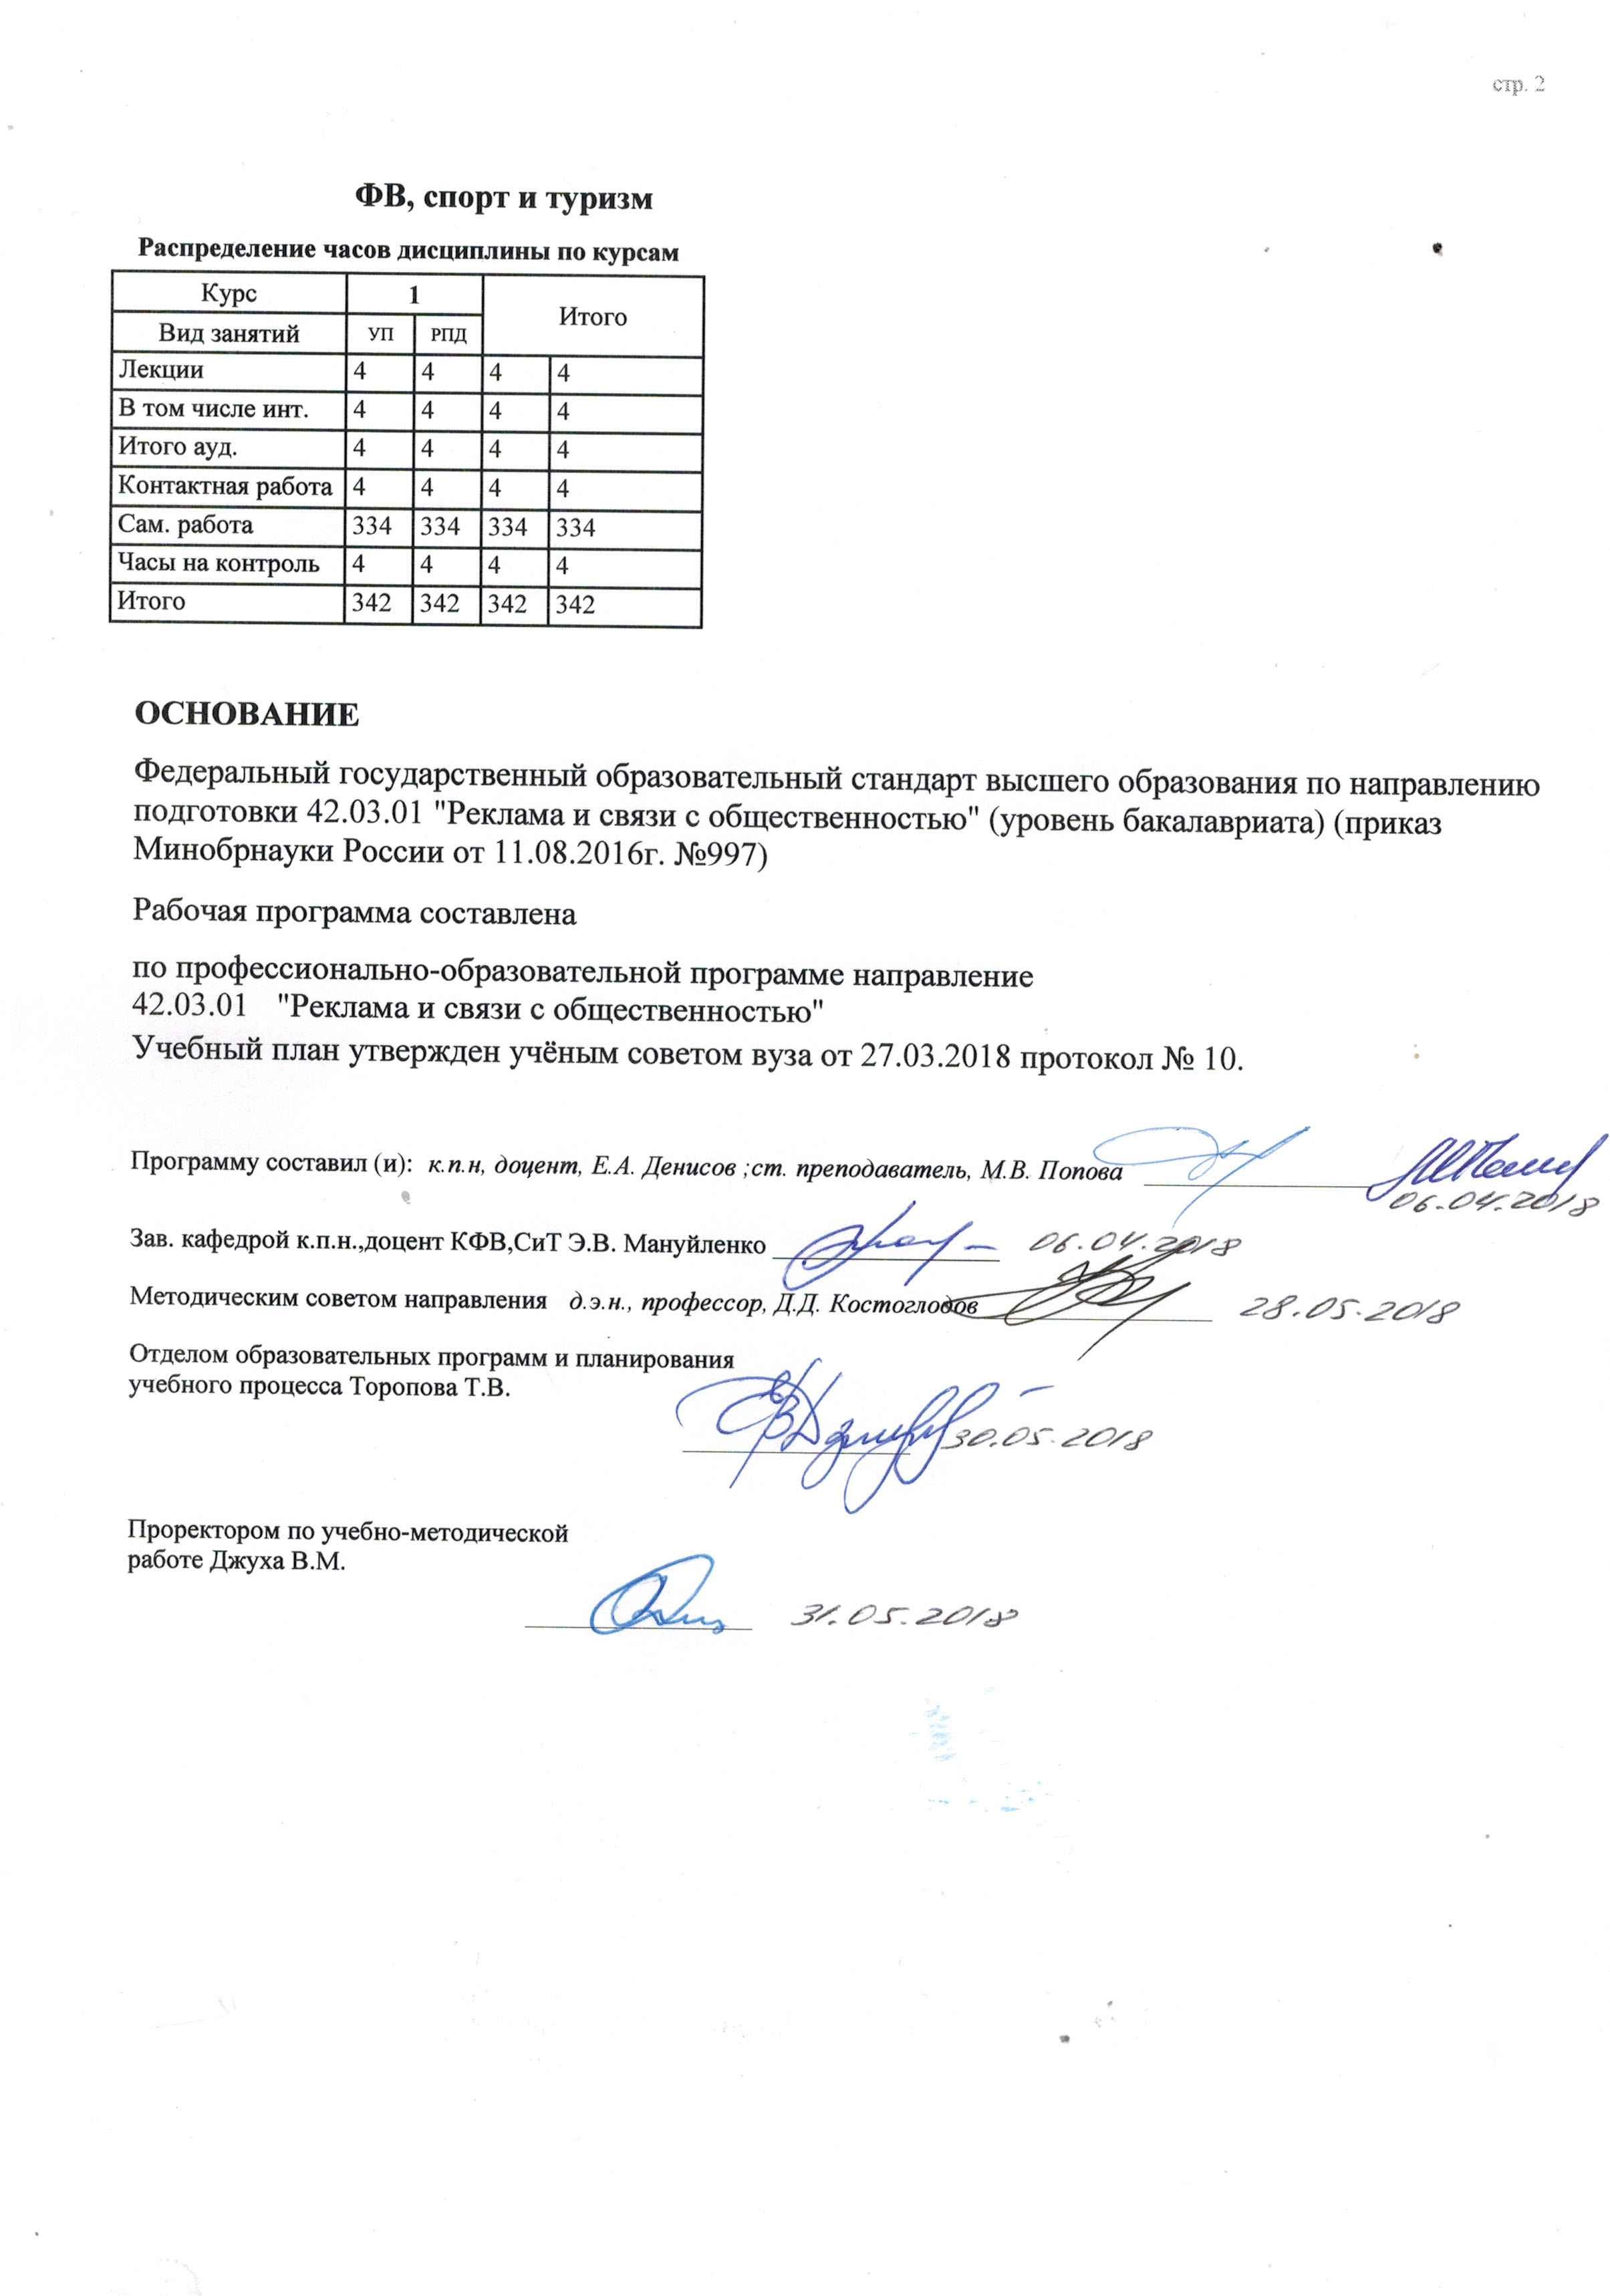 стр. 2
ФВ, спорт и туризм
Распределение часов дисциплины по курсам
Курс 1 Итого
Вид занятий УП РПД
Лекции 4 4 4 4
В том числе инт. 4 4 4 4
Итого ауд. 4 4 4 4
Контактная работа 4 4 4 4
Сам. работа 334 334 334 334
Часы на контроль 4 4 4 4
Итого 342 342 342 342
ОСНОВАНИЕ
Федеральный государственный образовательный стандарт высшего образования по направлению
подготовки 42.03.01 "Реклама и связи с общественностью" (уровень бакалавриата) (приказ
Минобрнауки России от 11.08.2016г. №997)
Рабочая программа составлена
по профессионально-образовательной программе направление
42.03.01 "Реклама и связи с общественностью"
Учебный план утвержден учёным советом вуза от 27.03.2018 протокол № 10.
Программу составил (и): к.п.н, доцент, Е.А. Денисов ;ст. преподаватель, М.В. Попова
06.04.2018
Зав. кафедрой к.п.н.,доцент КФВ,СиТ Э.В. Мануйленко 06.04.2018
Методическим советом направления д.э.н., профессор, Д.Д. Костоглодов 28.05.2018
Отделом образовательных программ и планирования
учебного процесса Торопова Т.В.
30.05.2018
Проректором по учебно-методической
работе Джуха В.М.
31.05.2018